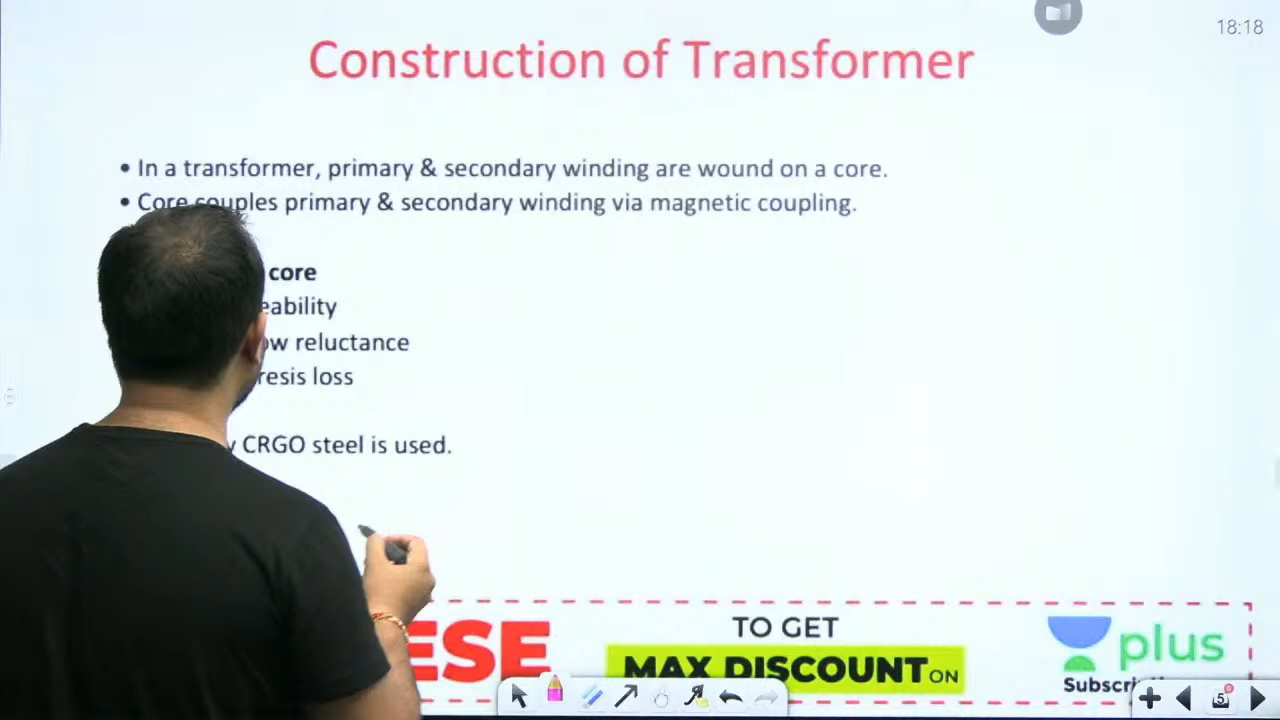 18:18
Construction of Transformer
• In a transformer, primary & secondary winding are wound on a core.
• Core couples primary & secondary winding via magnetic coupling.
core
eability
ow reluctance
resis loss
y CRGO steel is used.
ESE
TO GET
MAX DISCOUNT ON
plus
5